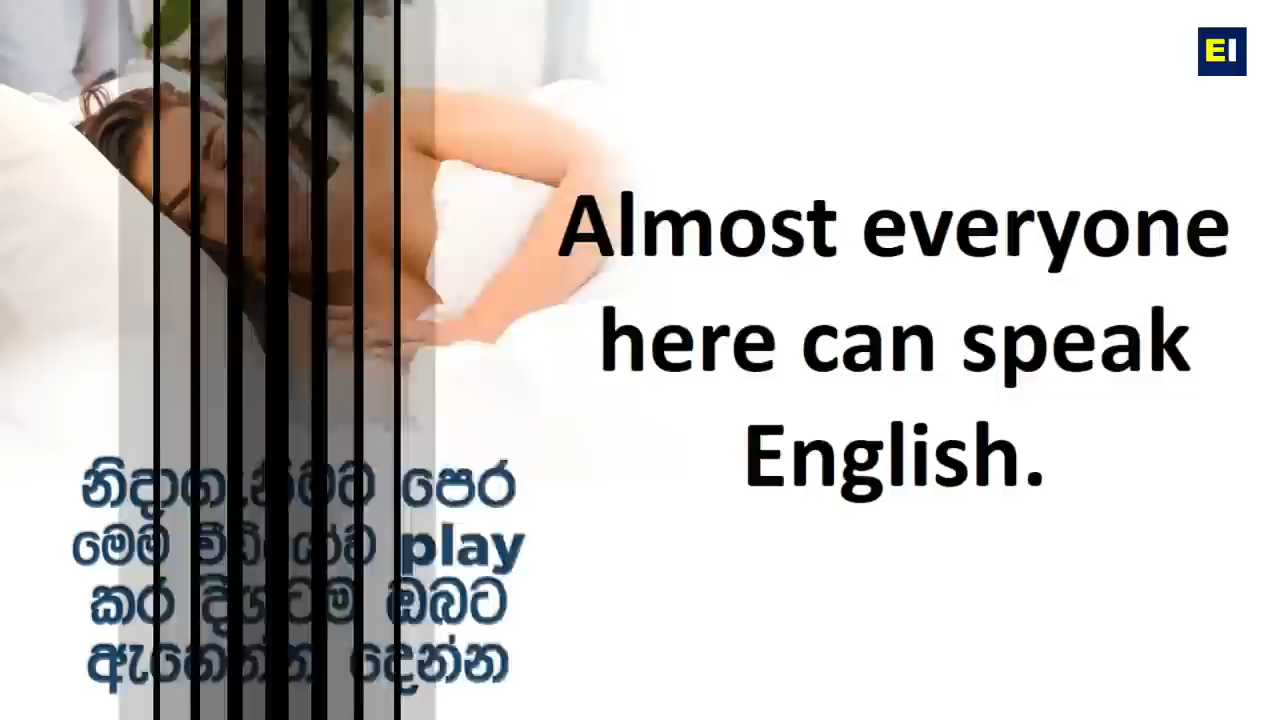 EI
Almost everyone
here can speak
English.
පෙර
මෙම play
කර ඔබට
දෙන්න